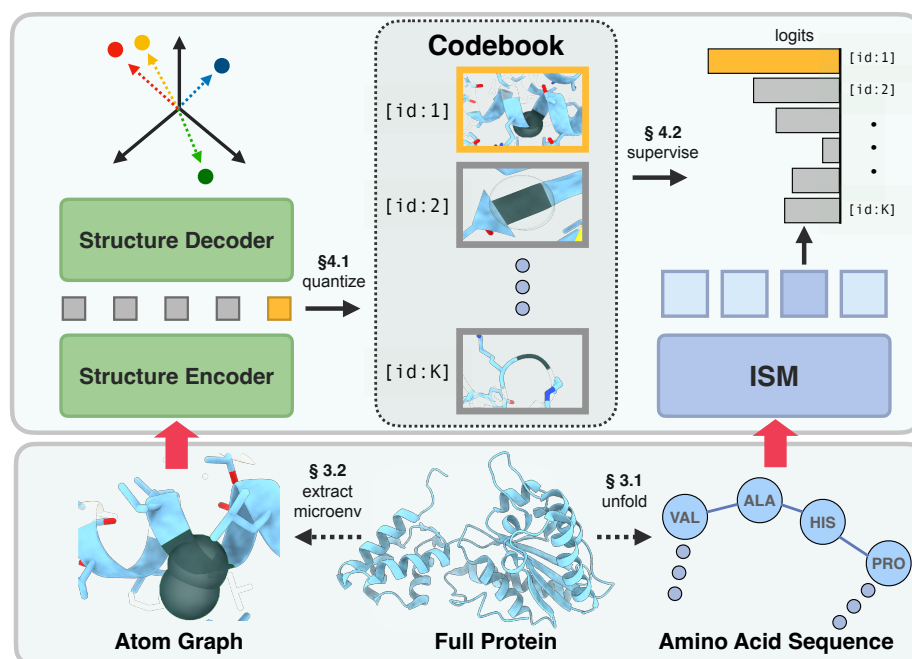 Codebook
logits
[id:1]
[id:1]
[id:2]
§ 4.2
supervise
[id:2]
[id:K]
Structure Decoder
§4.1
quantize
Structure Encoder
[id:K]
ISM
§ 3.2
extract
microenv
§ 3.1
unfold
VAL
ALA
HIS
PRO
Atom Graph
Full Protein
Amino Acid Sequence